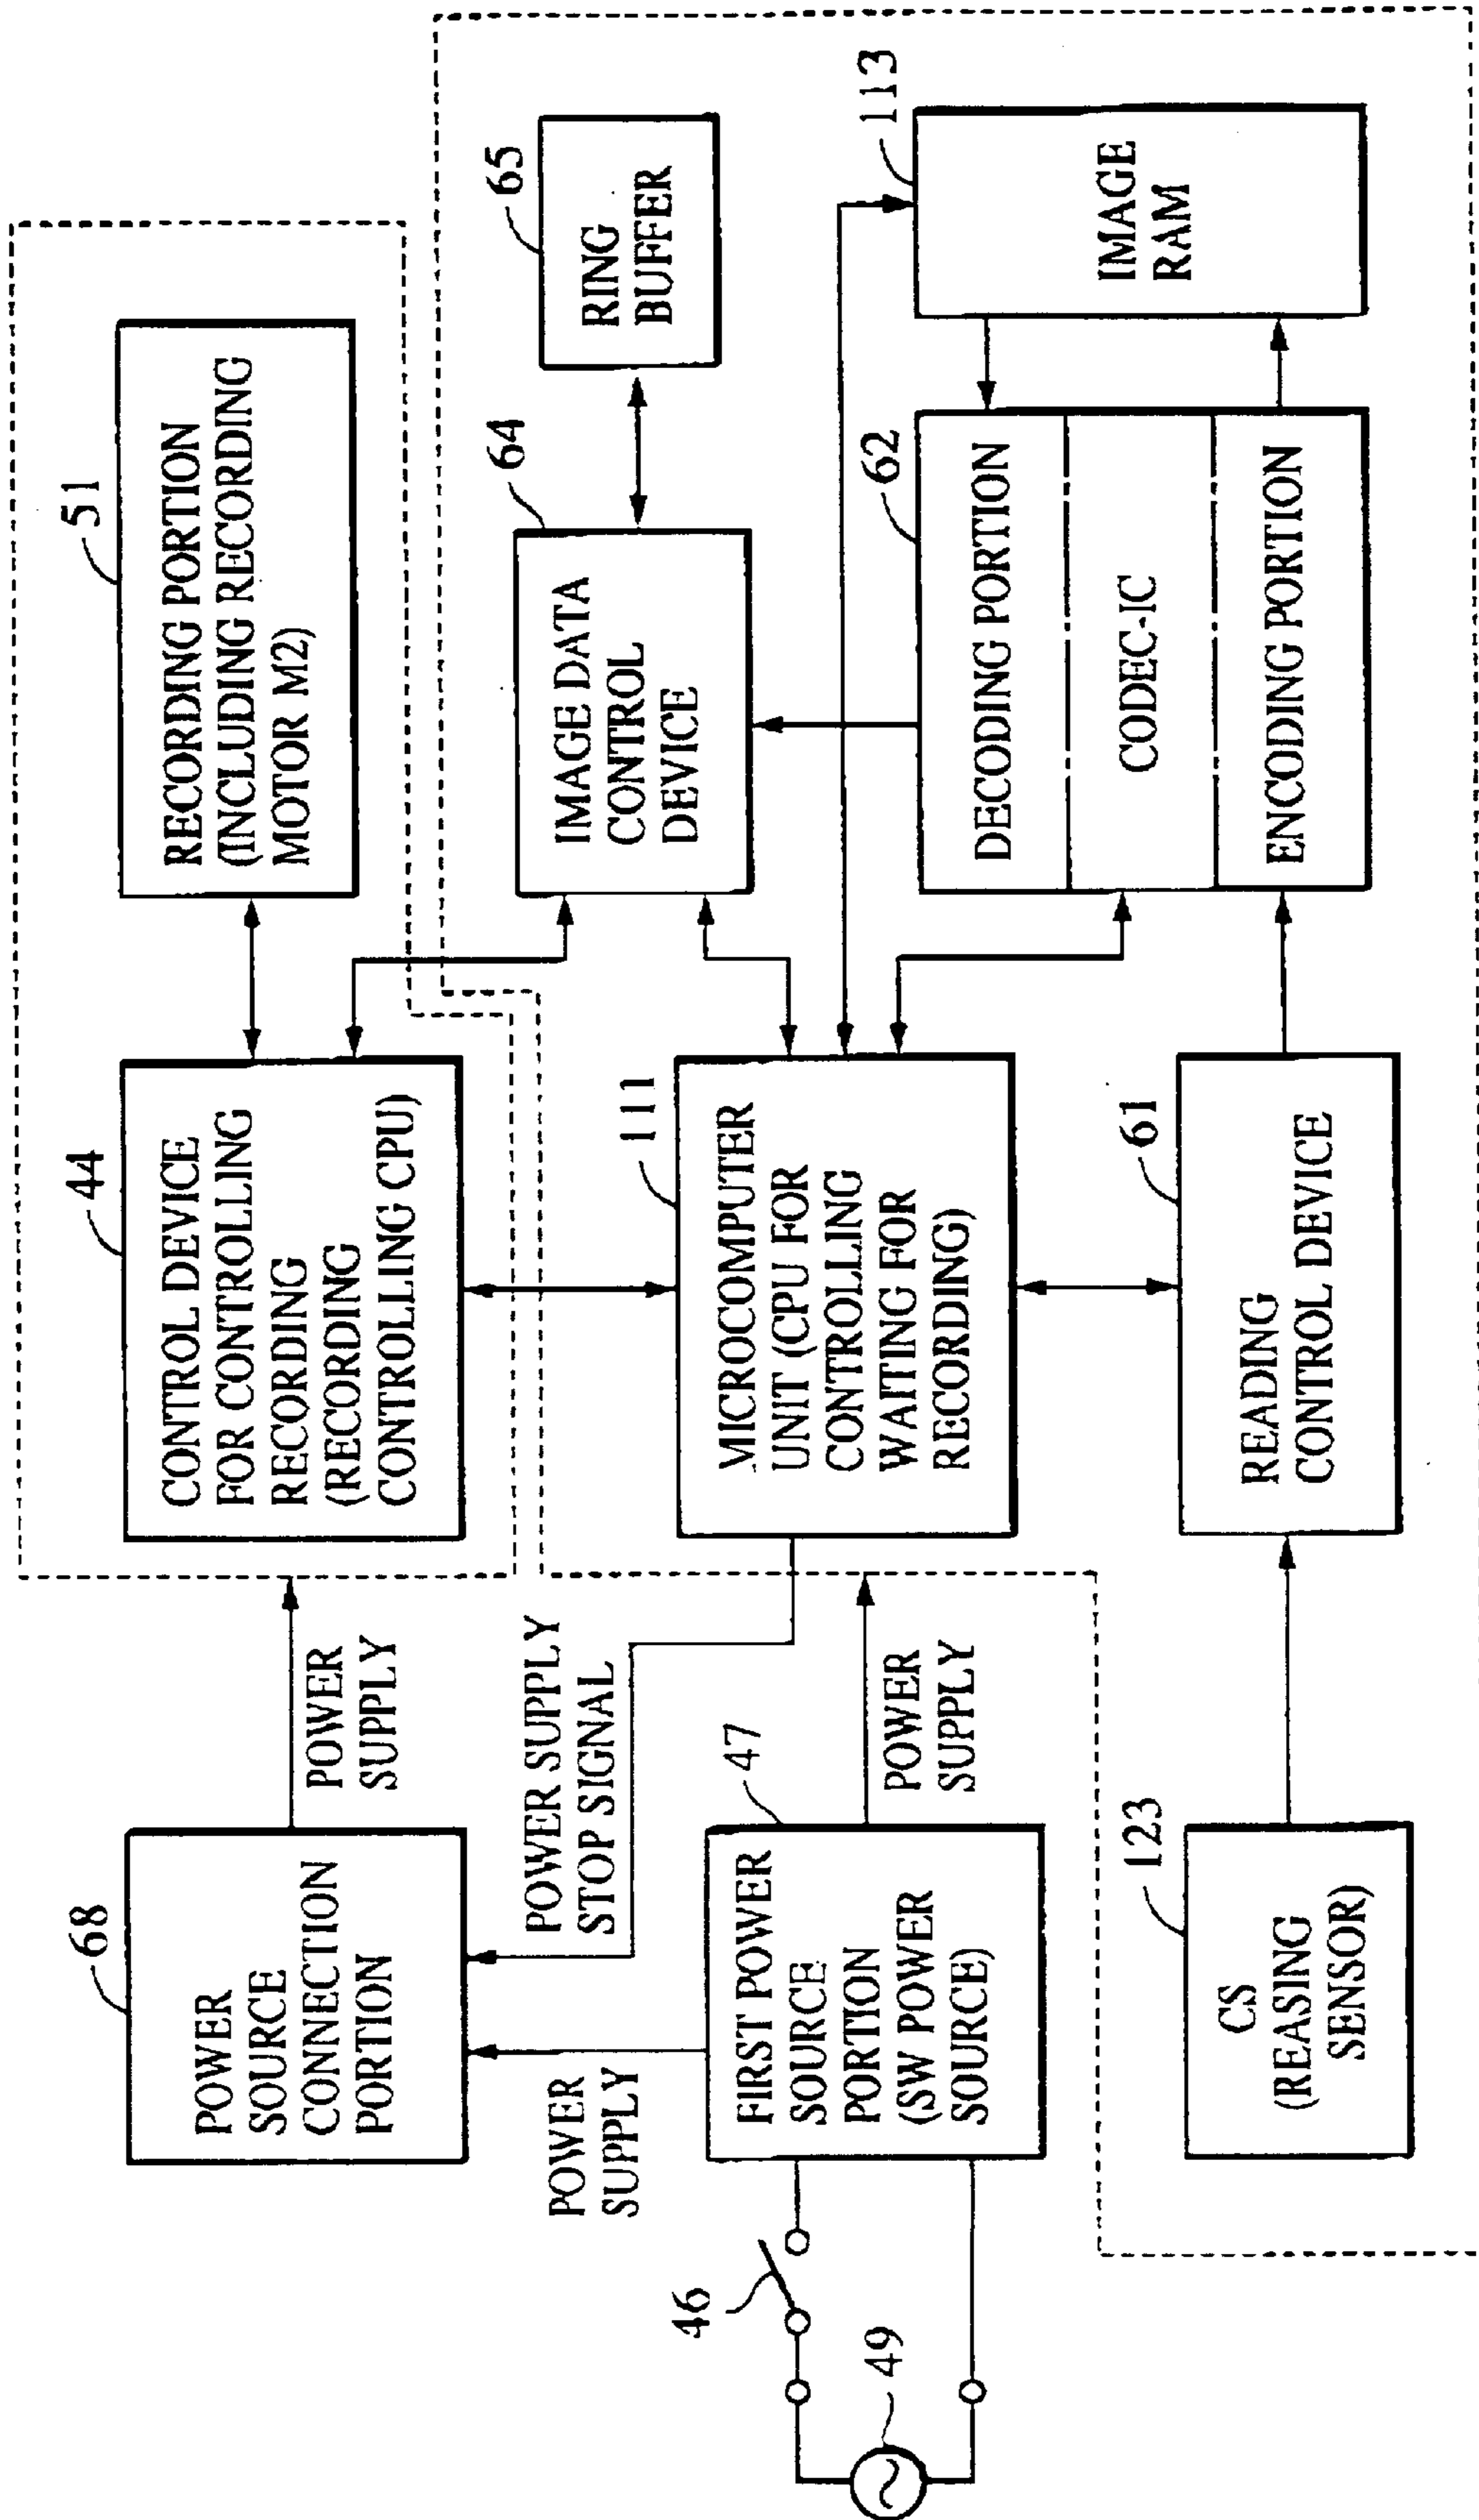 68
POWER
SOURCE
CONNECTION
PORTION
POWER
SUPPLY
44
CONTROL DEVICE
FOR CONTROLLING
RECORDING
(RECORDING
CONTROLLING CPU)
51
RECORDING PORTION
(INCLUDING RECORDING
MOTOR M2)
POWER
SUPPLY
POWER SUPPLY
STOP SIGNAL
64
IMAGE DATA
CONTROL
DEVICE
65
RING
BUFFER
46
49
47
FIRST POWER
SOURCE
PORTION
(SW POWER
SOURCE)
POWER
SUPPLY
111
MICROCOMPUTER
UNIT (CPU FOR
CONTROLLING
WAITING FOR
RECORDING)
62
DECODING PORTION
CODEC-IC
ENCODING PORTION
113
IMAGE
RAM
123
CS
(REASING
SENSOR)
61
READING
CONTROL DEVICE